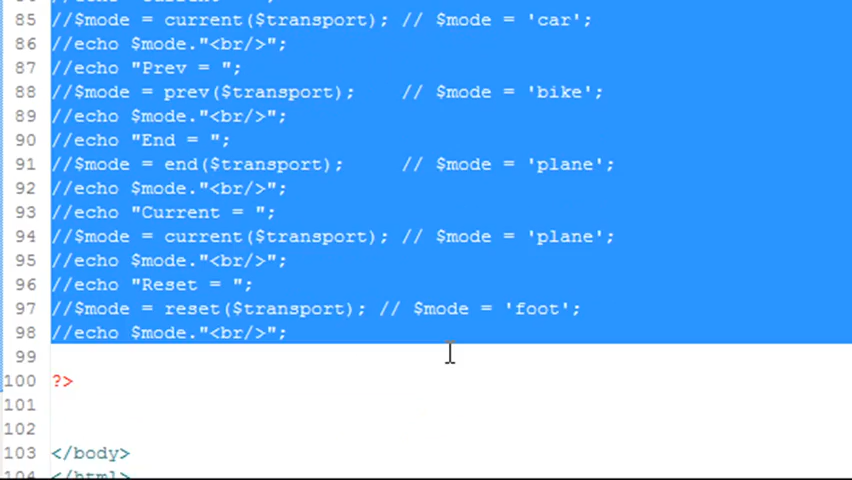 85 //$mode = current($transport); // $mode = 'car';
86 //echo $mode."<br/>";
87 //echo "Prev = ";
88 //$mode = prev($transport);    // $mode = 'bike';
89 //echo $mode."<br/>";
90 //echo "End = ";
91 //$mode = end($transport);     // $mode = 'plane';
92 //echo $mode."<br/>";
93 //echo "Current = ";
94 //$mode = current($transport); // $mode = 'plane';
95 //echo $mode."<br/>";
96 //echo "Reset = ";
97 //$mode = reset($transport); // $mode = 'foot';
98 //echo $mode."<br/>";
99
100 ?>
101
102
103 </body>
104 </html>